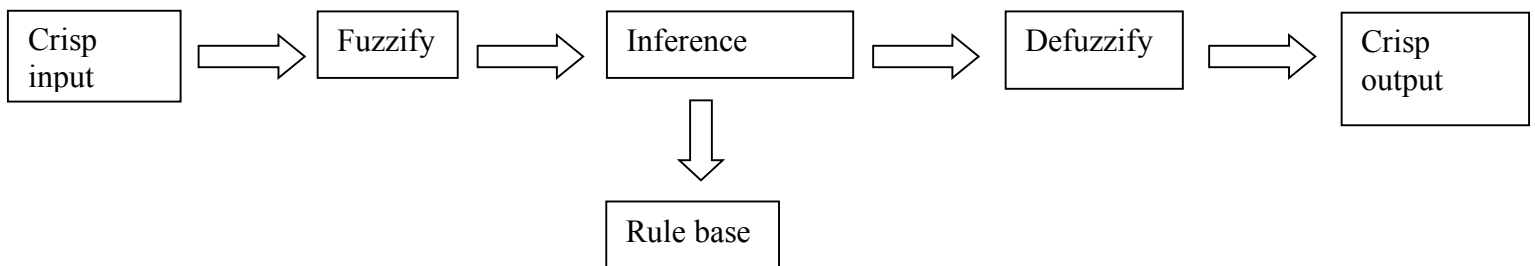 Crisp
input
Fuzzify
Inference
Defuzzify
Crisp
output
Rule base